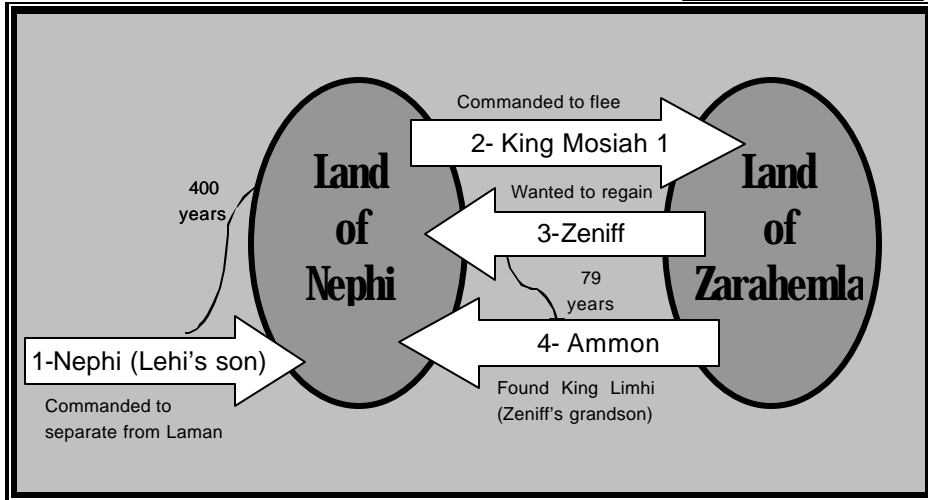 Commanded to flee
2- King Mosiah 1
Land
of
Nephi
Land
of
Zarahemla
400
years
Wanted to regain
3-Zeniff
79
years
4- Ammon
1-Nephi (Lehi's son)
Found King Limhi
(Zeniff's grandson)
Commanded to
separate from Laman